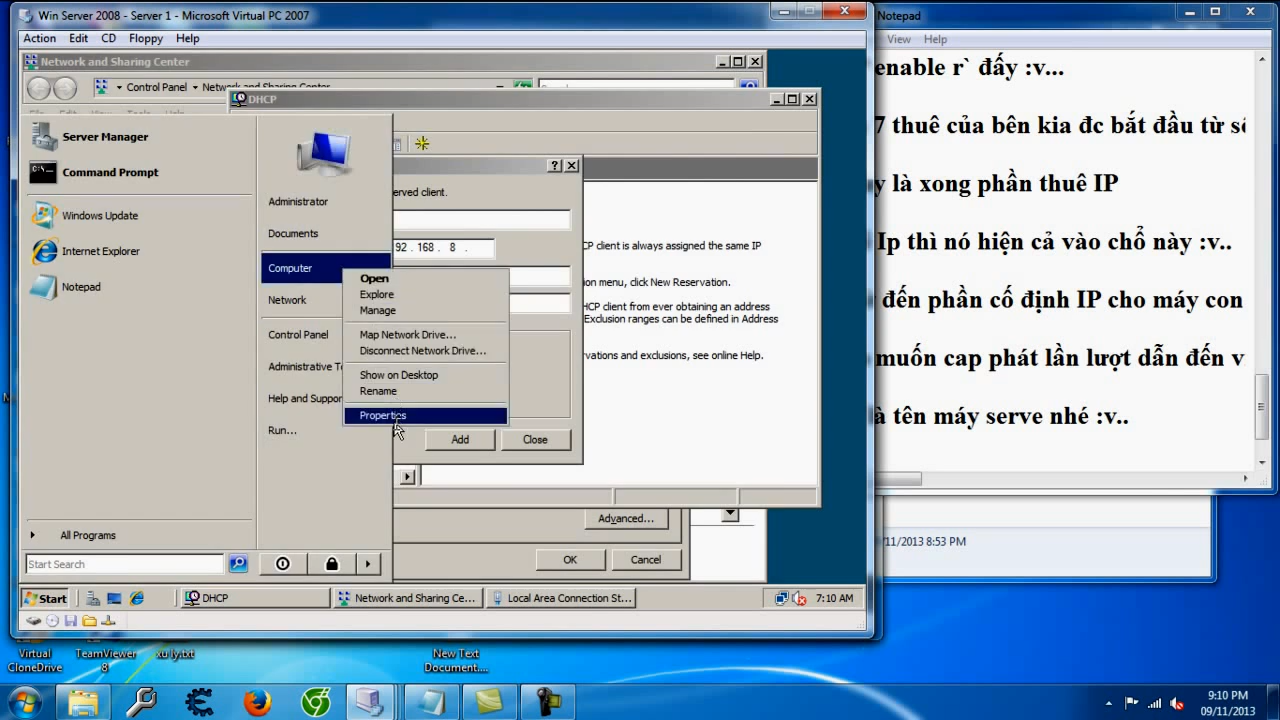 Win Server 2008 - Server 1 - Microsoft Virtual PC 2007
Action Edit CD Floppy Help
Network and Sharing Center
Control Panel Network and Sharing Center
DHCP
Server Manager
Command Prompt
Windows Update
Internet Explorer
Notepad
All Programs
Start Search
Administrator
Documents
Computer
Network
Control Panel
Administrative To
Help and Suppor
Run...
Open
Explore
Manage
Map Network Drive...
Disconnect Network Drive...
Show on Desktop
Rename
Properties
erved client.
92 . 168 . 8 .
Add Close
CP client is always assigned the same IP
ion menu, click New Reservation.
HCP client from ever obtaining an address
Exclusion ranges can be defined in Address
vations and exclusions, see online Help.
Advanced...
OK Cancel
Start DHCP Network and Sharing Ce... Local Area Connection St... 7:10 AM
Notepad
View Help
enable r` đấy :v...
7 thuê của bên kia đc bắt đầu từ số
y là xong phần thuê IP
Ip thì nó hiện cả vào chổ này :v..
đến phần cố định IP cho máy con
muốn cap phát lần lượt dẫn đến v
à tên máy serve nhé :v..
/11/2013 8:53 PM
Virtual
CloneDrive
TeamViewer
8
xu ly.txt
New Text
Document....
9:10 PM
09/11/2013